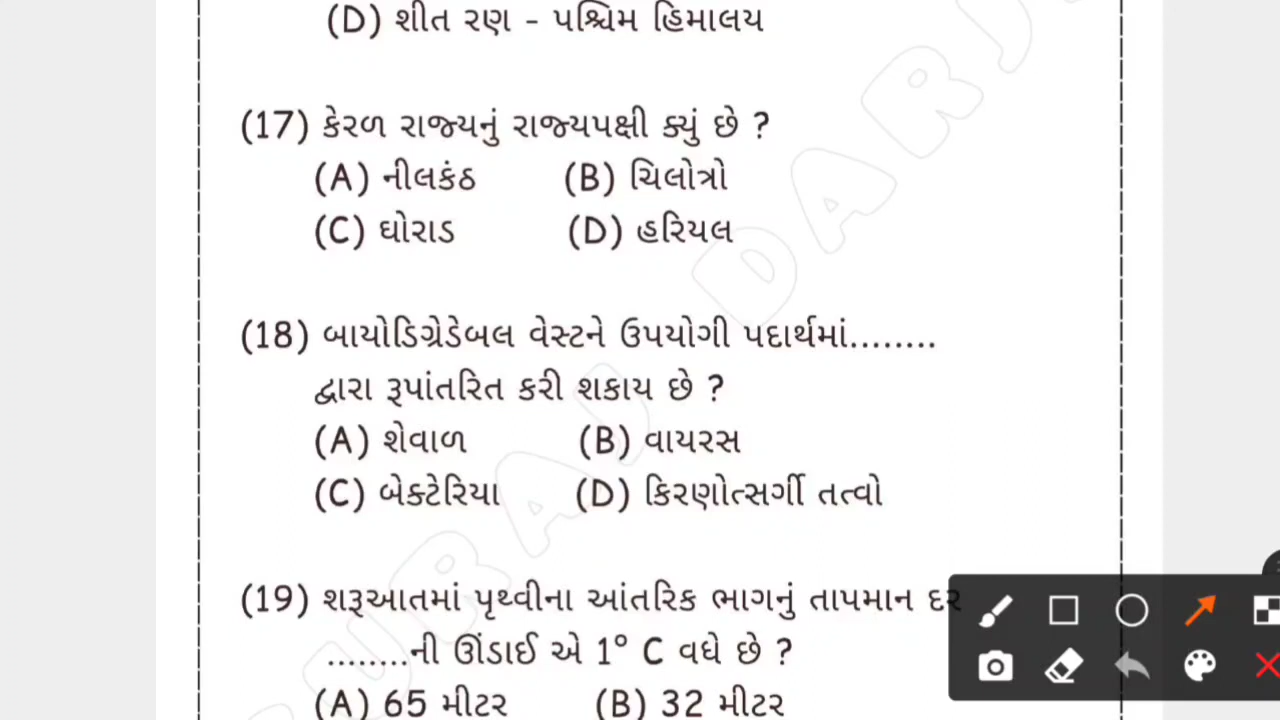 (D) શીત રણ - પશ્ચિમ હિમાલય
(17) કેરળ રાજ્યનું રાજ્યપક્ષી ક્યું છે ?
(A) નીલકંઠ (B) ચિલોત્રો
(C) ઘોરાડ (D) હરિયલ
(18) બાયોડિગ્રેડેબલ વેસ્ટને ઉપયોગી પદાર્થમાં........
દ્વારા રૂપાંતરિત કરી શકાય છે ?
(A) શેવાળ (B) વાયરસ
(C) બેક્ટેરિયા (D) કિરણોત્સર્ગી તત્વો
(19) શરૂઆતમાં પૃથ્વીના આંતરિક ભાગનું તાપમાન દર
........ની ઊંડાઈ એ 1° C વધે છે ?
(A) 65 મીટર (B) 32 મીટર